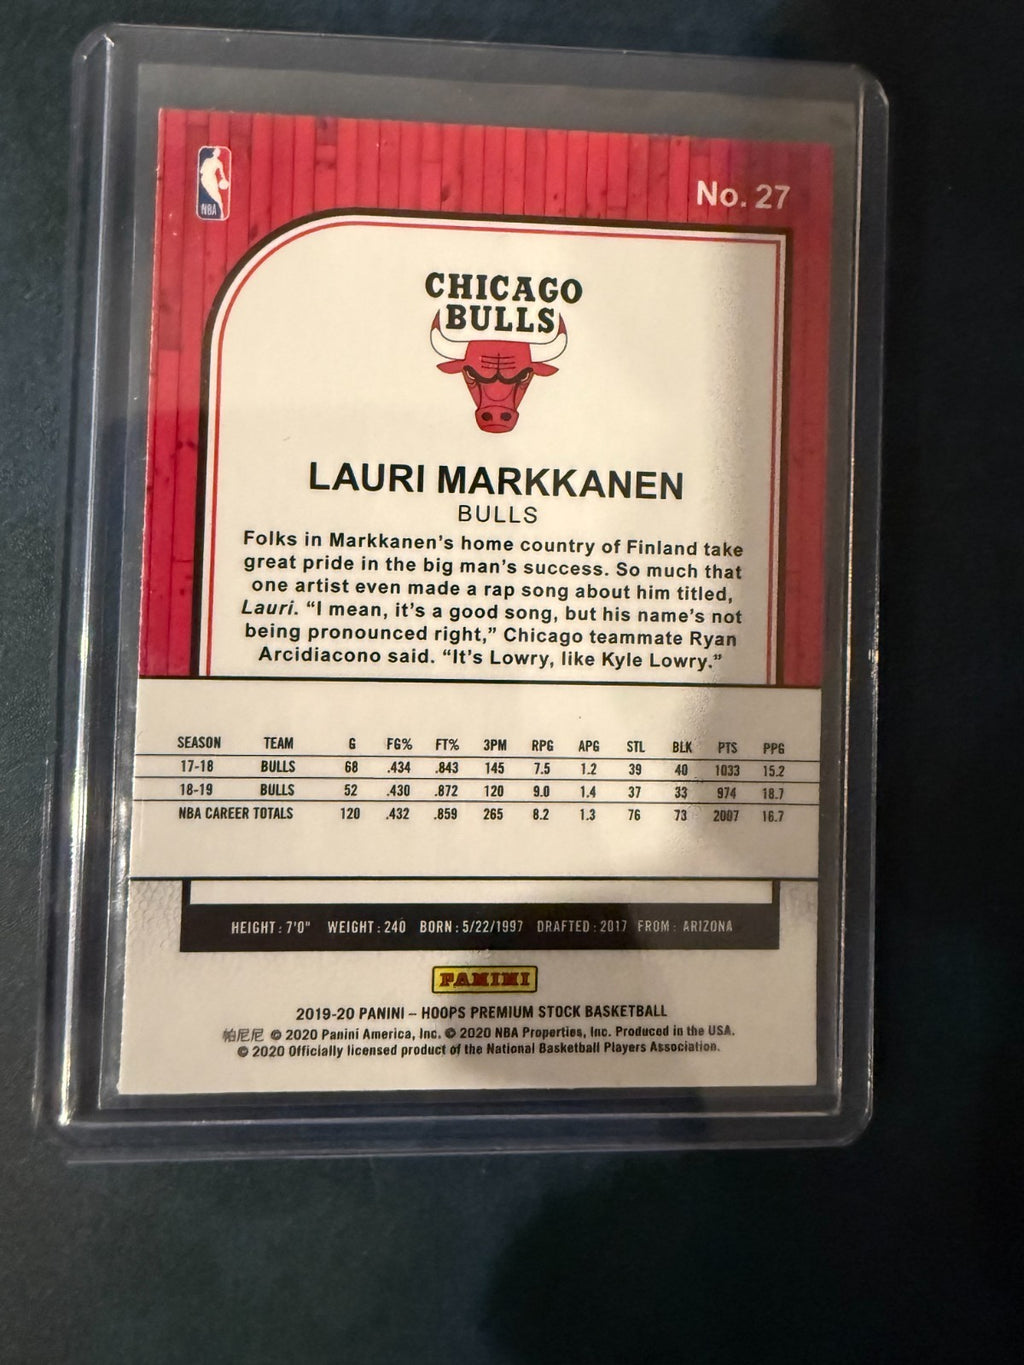 NBA
No. 27
CHICAGO
BULLS
LAURI MARKKANEN
BULLS
Folks in Markkanen's home country of Finland take
great pride in the big man's success. So much that
one artist even made a rap song about him titled,
Lauri. “I mean, it's a good song, but his name's not
being pronounced right,” Chicago teammate Ryan
Arcidiacono said. “It's Lowry, like Kyle Lowry.”
SEASON TEAM G FG% FT% 3PM RPG APG STL BLK PTS PPG
17-18 BULLS 68 .434 .843 145 7.5 1.2 39 40 1033 15.2
18-19 BULLS 52 .430 .872 120 9.0 1.4 37 33 974 18.7
NBA CAREER TOTALS 120 .432 .859 265 8.2 1.3 76 73 2007 16.7
HEIGHT: 7'0" WEIGHT: 240 BORN: 5/22/1997 DRAFTED: 2017 FROM: ARIZONA
PANINI
2019-20 PANINI – HOOPS PREMIUM STOCK BASKETBALL
帕尼尼 © 2020 Panini America, Inc. © 2020 NBA Properties, Inc. Produced in the USA.
© 2020 Officially licensed product of the National Basketball Players Association.